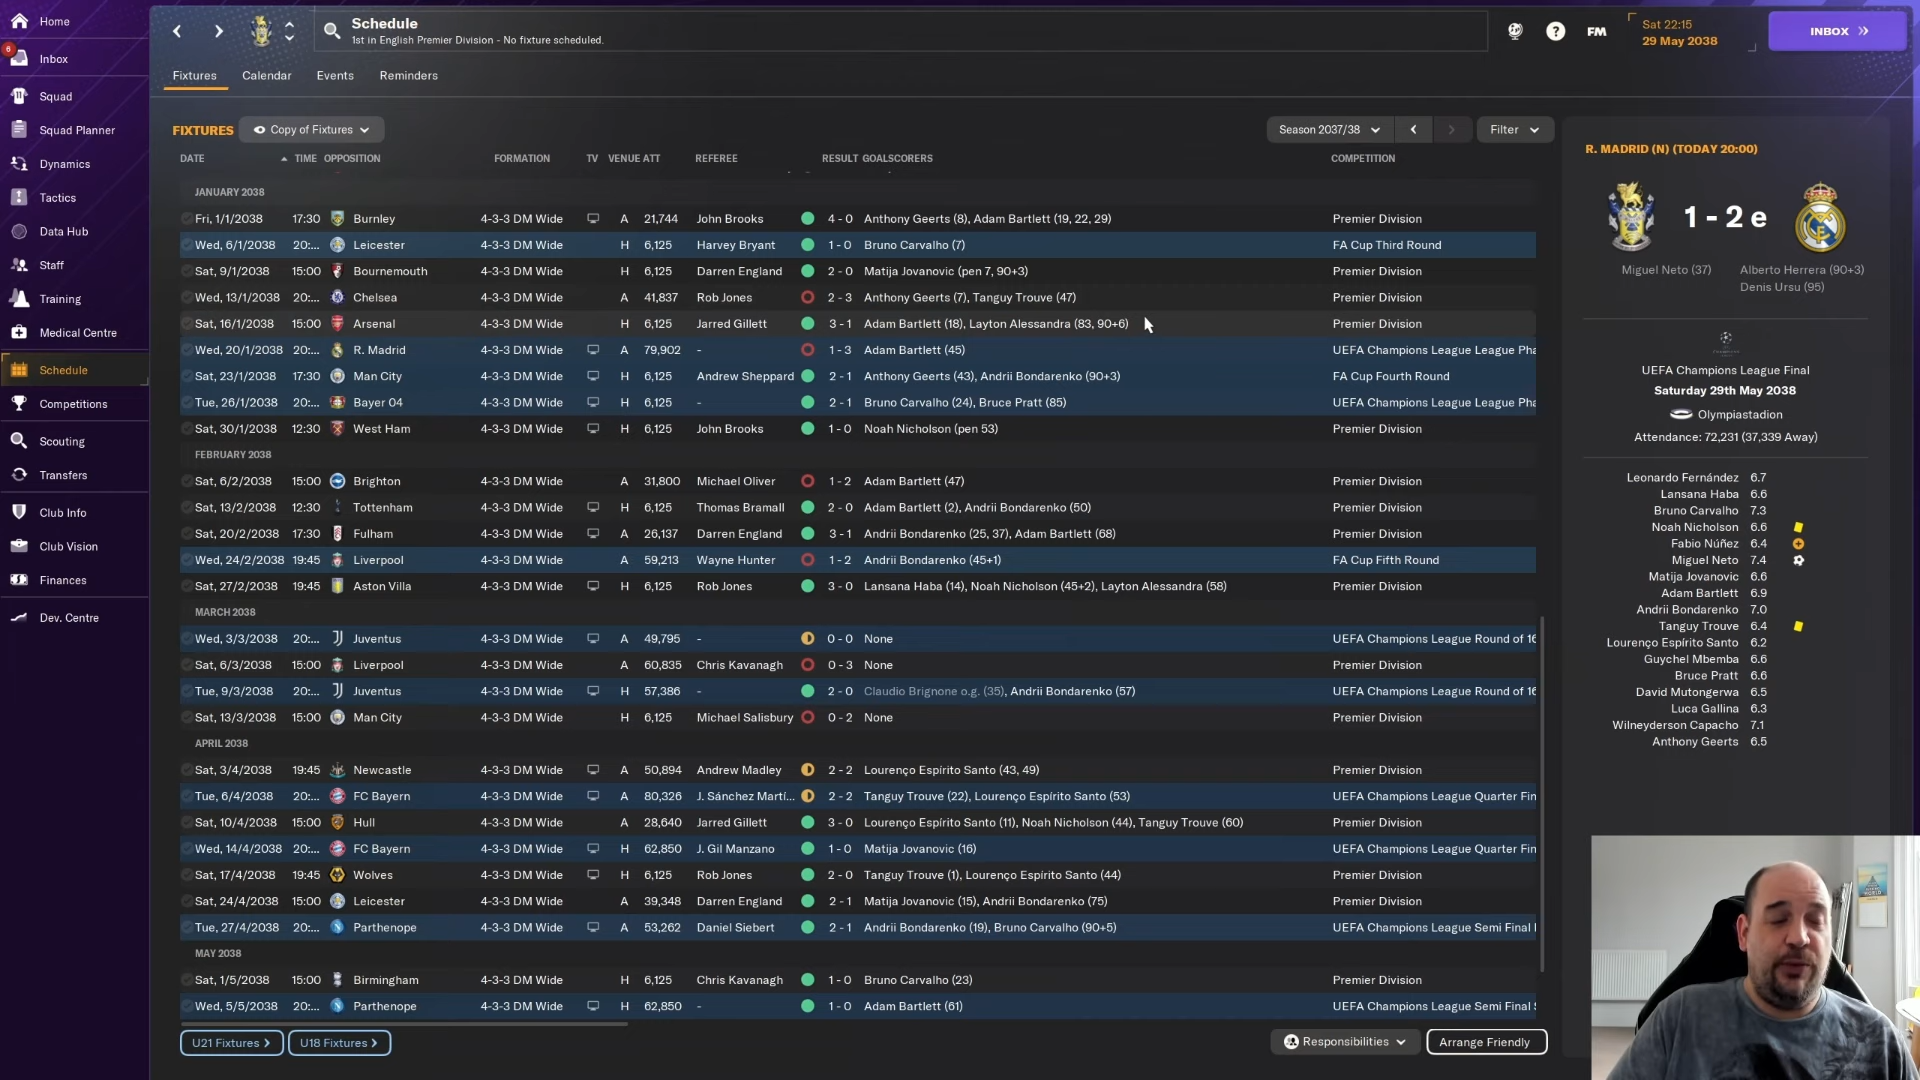 Home
6
Inbox
Squad
Squad Planner
Dynamics
Tactics
Data Hub
Staff
Training
Medical Centre
Schedule
Competitions
Scouting
Transfers
Club Info
Club Vision
Finances
Dev. Centre
Schedule
1st in English Premier Division - No fixture scheduled.
FM
Sat 22:15
29 May 2038
INBOX
Fixtures Calendar Events Reminders
FIXTURES Copy of Fixtures Season 2037/38 Filter
DATE TIME OPPOSITION FORMATION TV VENUE ATT REFEREE RESULT GOALSCORERS COMPETITION
JANUARY 2038
Fri, 1/1/2038 17:30 Burnley 4-3-3 DM Wide A 21,744 John Brooks 4 - 0 Anthony Geerts (8), Adam Bartlett (19, 22, 29) Premier Division
Wed, 6/1/2038 20:... Leicester 4-3-3 DM Wide H 6,125 Harvey Bryant 1 - 0 Bruno Carvalho (7) FA Cup Third Round
Sat, 9/1/2038 15:00 Bournemouth 4-3-3 DM Wide H 6,125 Darren England 2 - 0 Matija Jovanovic (pen 7, 90+3) Premier Division
Wed, 13/1/2038 20:... Chelsea 4-3-3 DM Wide A 41,837 Rob Jones 2 - 3 Anthony Geerts (7), Tanguy Trouve (47) Premier Division
Sat, 16/1/2038 15:00 Arsenal 4-3-3 DM Wide H 6,125 Jarred Gillett 3 - 1 Adam Bartlett (18), Layton Alessandra (83, 90+6) Premier Division
Wed, 20/1/2038 20:... R. Madrid 4-3-3 DM Wide A 79,902 - 1 - 3 Adam Bartlett (45) UEFA Champions League League Pha
Sat, 23/1/2038 17:30 Man City 4-3-3 DM Wide H 6,125 Andrew Sheppard 2 - 1 Anthony Geerts (43), Andrii Bondarenko (90+3) FA Cup Fourth Round
Tue, 26/1/2038 20:... Bayer 04 4-3-3 DM Wide H 6,125 - 2 - 1 Bruno Carvalho (24), Bruce Pratt (85) UEFA Champions League League Pha
Sat, 30/1/2038 12:30 West Ham 4-3-3 DM Wide H 6,125 John Brooks 1 - 0 Noah Nicholson (pen 53) Premier Division
FEBRUARY 2038
Sat, 6/2/2038 15:00 Brighton 4-3-3 DM Wide A 31,800 Michael Oliver 1 - 2 Adam Bartlett (47) Premier Division
Sat, 13/2/2038 12:30 Tottenham 4-3-3 DM Wide H 6,125 Thomas Bramall 2 - 0 Adam Bartlett (2), Andrii Bondarenko (50) Premier Division
Sat, 20/2/2038 17:30 Fulham 4-3-3 DM Wide A 26,137 Darren England 3 - 1 Andrii Bondarenko (25, 37), Adam Bartlett (68) Premier Division
Wed, 24/2/2038 19:45 Liverpool 4-3-3 DM Wide A 59,213 Wayne Hunter 1 - 2 Andrii Bondarenko (45+1) FA Cup Fifth Round
Sat, 27/2/2038 19:45 Aston Villa 4-3-3 DM Wide H 6,125 Rob Jones 3 - 0 Lansana Haba (14), Noah Nicholson (45+2), Layton Alessandra (58) Premier Division
MARCH 2038
Wed, 3/3/2038 20:... Juventus 4-3-3 DM Wide A 49,795 - 0 - 0 None UEFA Champions League Round of 16
Sat, 6/3/2038 15:00 Liverpool 4-3-3 DM Wide A 60,835 Chris Kavanagh 0 - 3 None Premier Division
Tue, 9/3/2038 20:... Juventus 4-3-3 DM Wide H 57,386 - 2 - 0 Claudio Brignone o.g. (35), Andrii Bondarenko (57) UEFA Champions League Round of 16
Sat, 13/3/2038 15:00 Man City 4-3-3 DM Wide H 6,125 Michael Salisbury 0 - 2 None Premier Division
APRIL 2038
Sat, 3/4/2038 19:45 Newcastle 4-3-3 DM Wide A 50,894 Andrew Madley 2 - 2 Lourenço Espírito Santo (43, 49) Premier Division
Tue, 6/4/2038 20:... FC Bayern 4-3-3 DM Wide A 80,326 J. Sánchez Martí... 2 - 2 Tanguy Trouve (22), Lourenço Espírito Santo (53) UEFA Champions League Quarter Fin
Sat, 10/4/2038 15:00 Hull 4-3-3 DM Wide A 28,640 Jarred Gillett 3 - 0 Lourenço Espírito Santo (11), Noah Nicholson (44), Tanguy Trouve (60) Premier Division
Wed, 14/4/2038 20:... FC Bayern 4-3-3 DM Wide H 62,850 J. Gil Manzano 1 - 0 Matija Jovanovic (16) UEFA Champions League Quarter Fin
Sat, 17/4/2038 19:45 Wolves 4-3-3 DM Wide H 6,125 Rob Jones 2 - 0 Tanguy Trouve (1), Lourenço Espírito Santo (44) Premier Division
Sat, 24/4/2038 15:00 Leicester 4-3-3 DM Wide A 39,348 Darren England 2 - 1 Matija Jovanovic (15), Andrii Bondarenko (75) Premier Division
Tue, 27/4/2038 20:... Parthenope 4-3-3 DM Wide A 53,262 Daniel Siebert 2 - 1 Andrii Bondarenko (19), Bruno Carvalho (90+5) UEFA Champions League Semi Final
MAY 2038
Sat, 1/5/2038 15:00 Birmingham 4-3-3 DM Wide H 6,125 Chris Kavanagh 1 - 0 Bruno Carvalho (23) Premier Division
Wed, 5/5/2038 20:... Parthenope 4-3-3 DM Wide H 62,850 - 1 - 0 Adam Bartlett (61) UEFA Champions League Semi Final
U21 Fixtures U18 Fixtures Responsibilities Arrange Friendly
R. MADRID (N) (TODAY 20:00)
1 - 2 e
Miguel Neto (37) Alberto Herrera (90+3)
Denis Ursu (95)
UEFA Champions League Final
Saturday 29th May 2038
Olympiastadion
Attendance: 72,231 (37,339 Away)
Leonardo Fernández 6.7
Lansana Haba 6.6
Bruno Carvalho 7.3
Noah Nicholson 6.6
Fabio Núñez 6.4
Miguel Neto 7.4
Matija Jovanovic 6.6
Adam Bartlett 6.9
Andrii Bondarenko 7.0
Tanguy Trouve 6.4
Lourenço Espírito Santo 6.2
Guychel Mbemba 6.6
Bruce Pratt 6.6
David Mutongerwa 6.5
Luca Gallina 6.3
Wilneyderson Capacho 7.1
Anthony Geerts 6.5